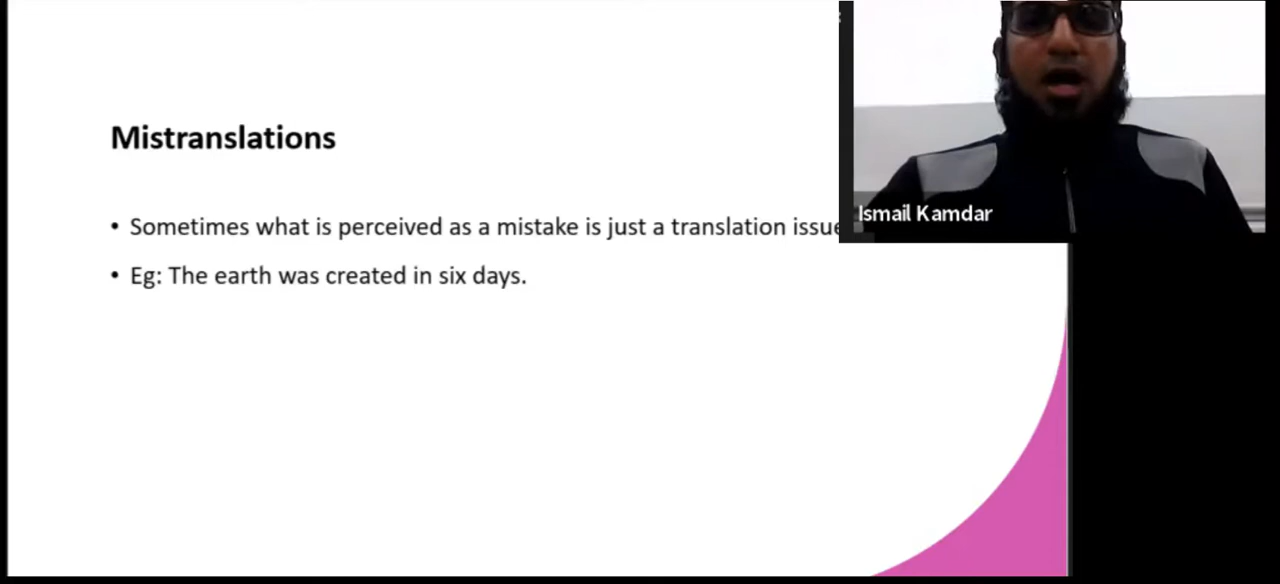 Mistranslations
• Sometimes what is perceived as a mistake is just a translation issue
• Eg: The earth was created in six days.
Ismail Kamdar